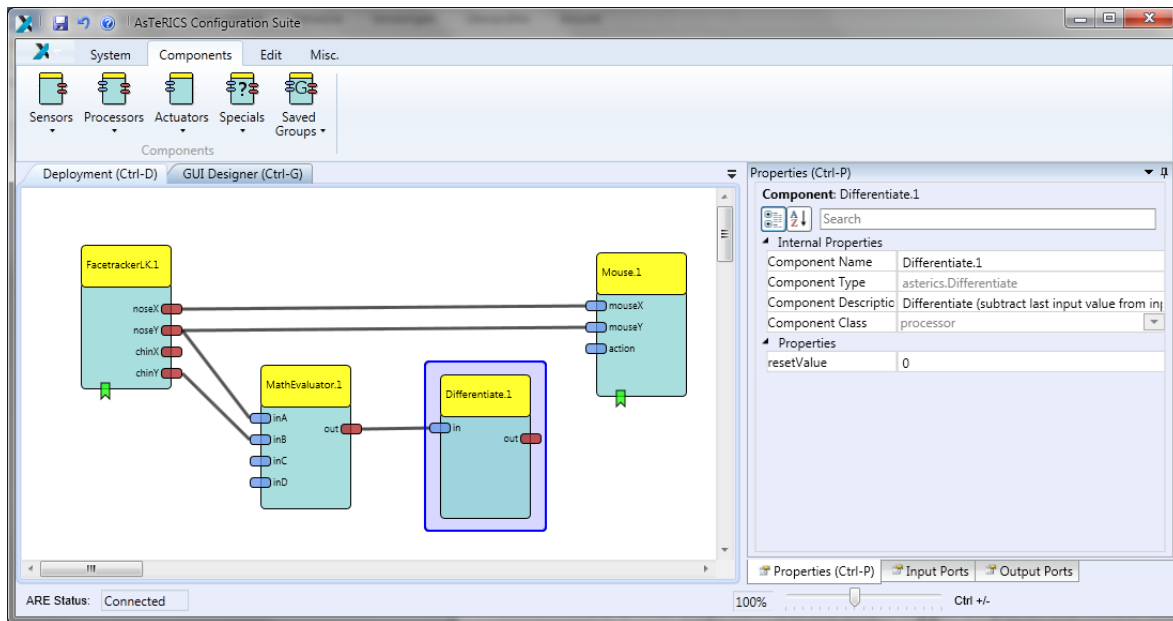 AsTeRICS Configuration Suite
System Components Edit Misc.
Sensors Processors Actuators Specials Saved Groups
Components
Deployment (Ctrl-D) GUI Designer (Ctrl-G)
FacetrackerLK.1
noseX
noseY
chinX
chinY
MathEvaluator.1
inA
inB
inC
inD
out
Differentiate.1
in
out
Mouse.1
mouseX
mouseY
action
Properties (Ctrl-P)
Component: Differentiate.1
Search
Internal Properties
Component Name Differentiate.1
Component Type asterics.Differentiate
Component Descriptic Differentiate (subtract last input value from inp
Component Class processor
Properties
resetValue 0
Properties (Ctrl-P) Input Ports Output Ports
ARE Status: Connected
100% Ctrl +/-